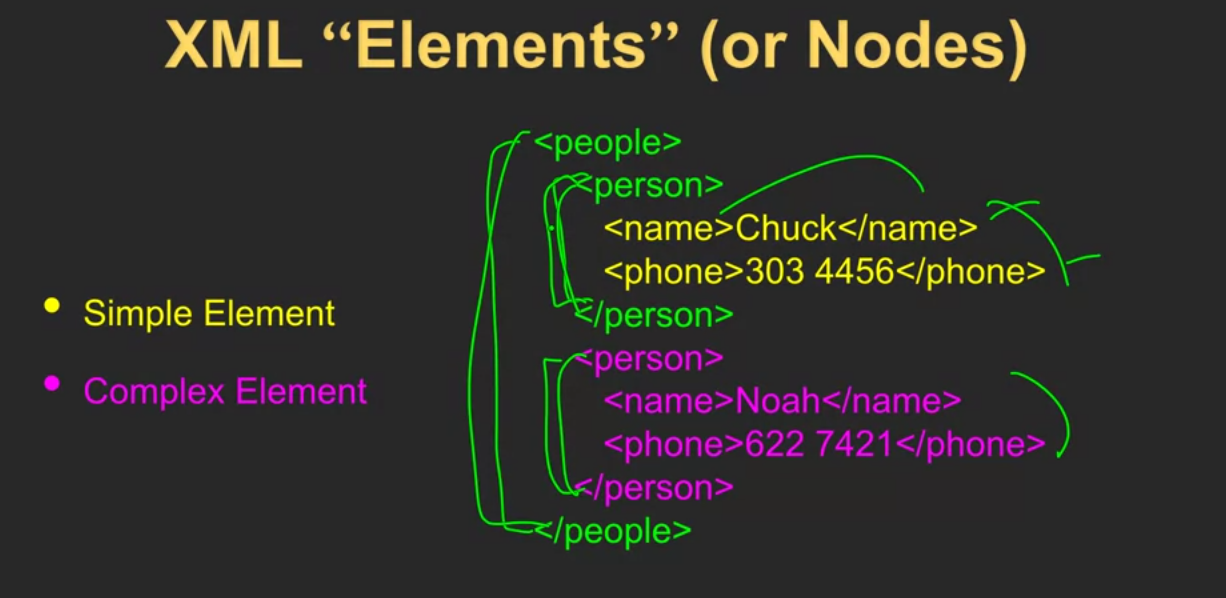 XML “Elements” (or Nodes)
<people>
<person>
<name>Chuck</name>
<phone>303 4456</phone>
</person>
<person>
<name>Noah</name>
<phone>622 7421</phone>
</person>
</people>
• Simple Element
• Complex Element